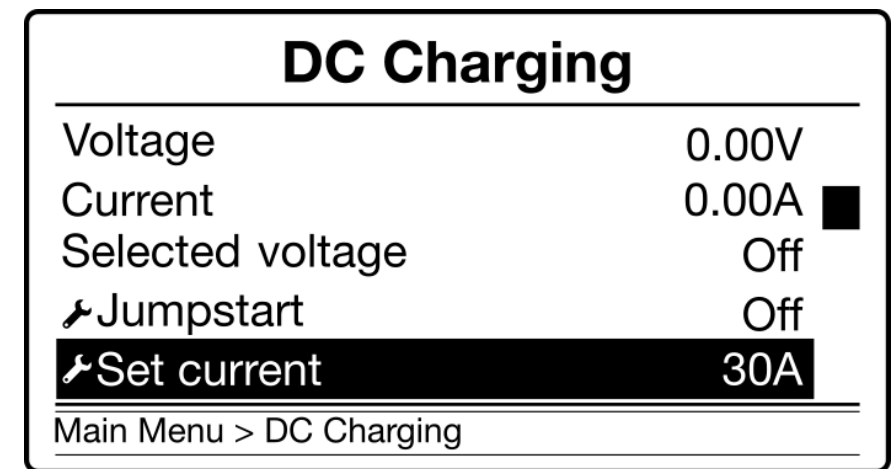 DC Charging
Voltage 0.00V
Current 0.00A
Selected voltage Off
Jumpstart Off
Set current 30A
Main Menu > DC Charging